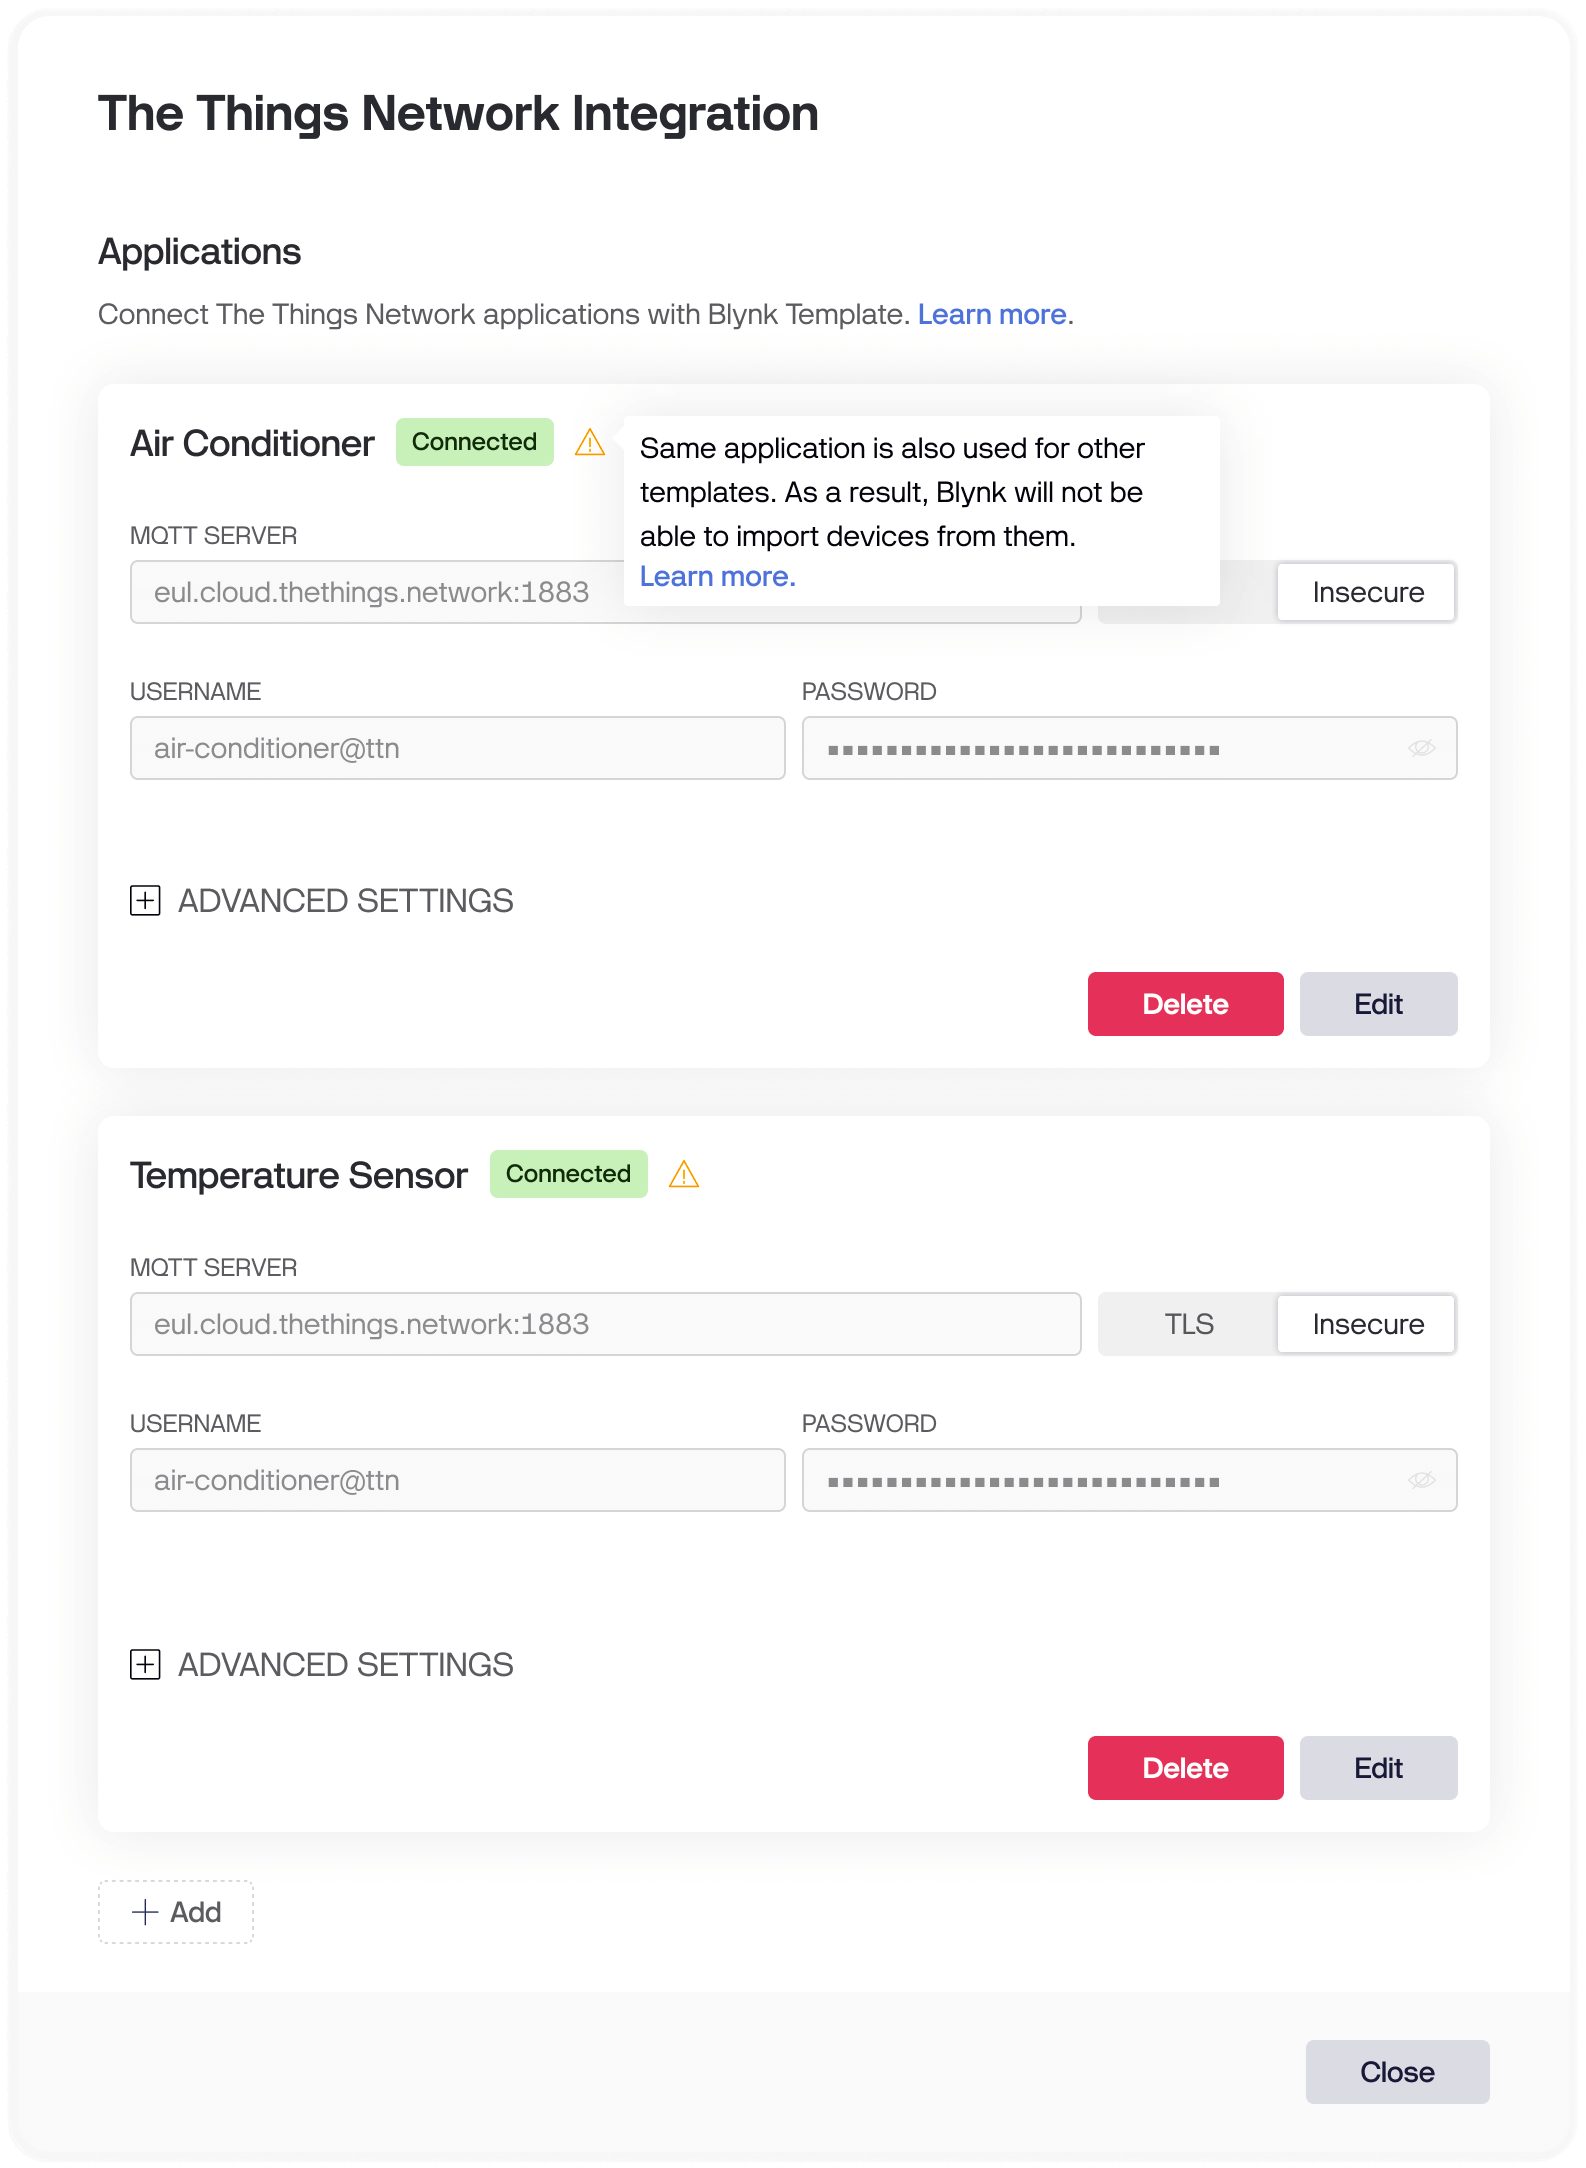 The Things Network Integration
Applications
Connect The Things Network applications with Blynk Template. Learn more.
Air Conditioner
Connected
Same application is also used for other
templates. As a result, Blynk will not be
able to import devices from them.
Learn more.
MQTT SERVER
eul.cloud.thethings.network:1883
Insecure
USERNAME
PASSWORD
air-conditioner@ttn
ADVANCED SETTINGS
Delete
Edit
Temperature Sensor
Connected
MQTT SERVER
eul.cloud.thethings.network:1883
TLS
Insecure
USERNAME
PASSWORD
air-conditioner@ttn
ADVANCED SETTINGS
Delete
Edit
Add
Close